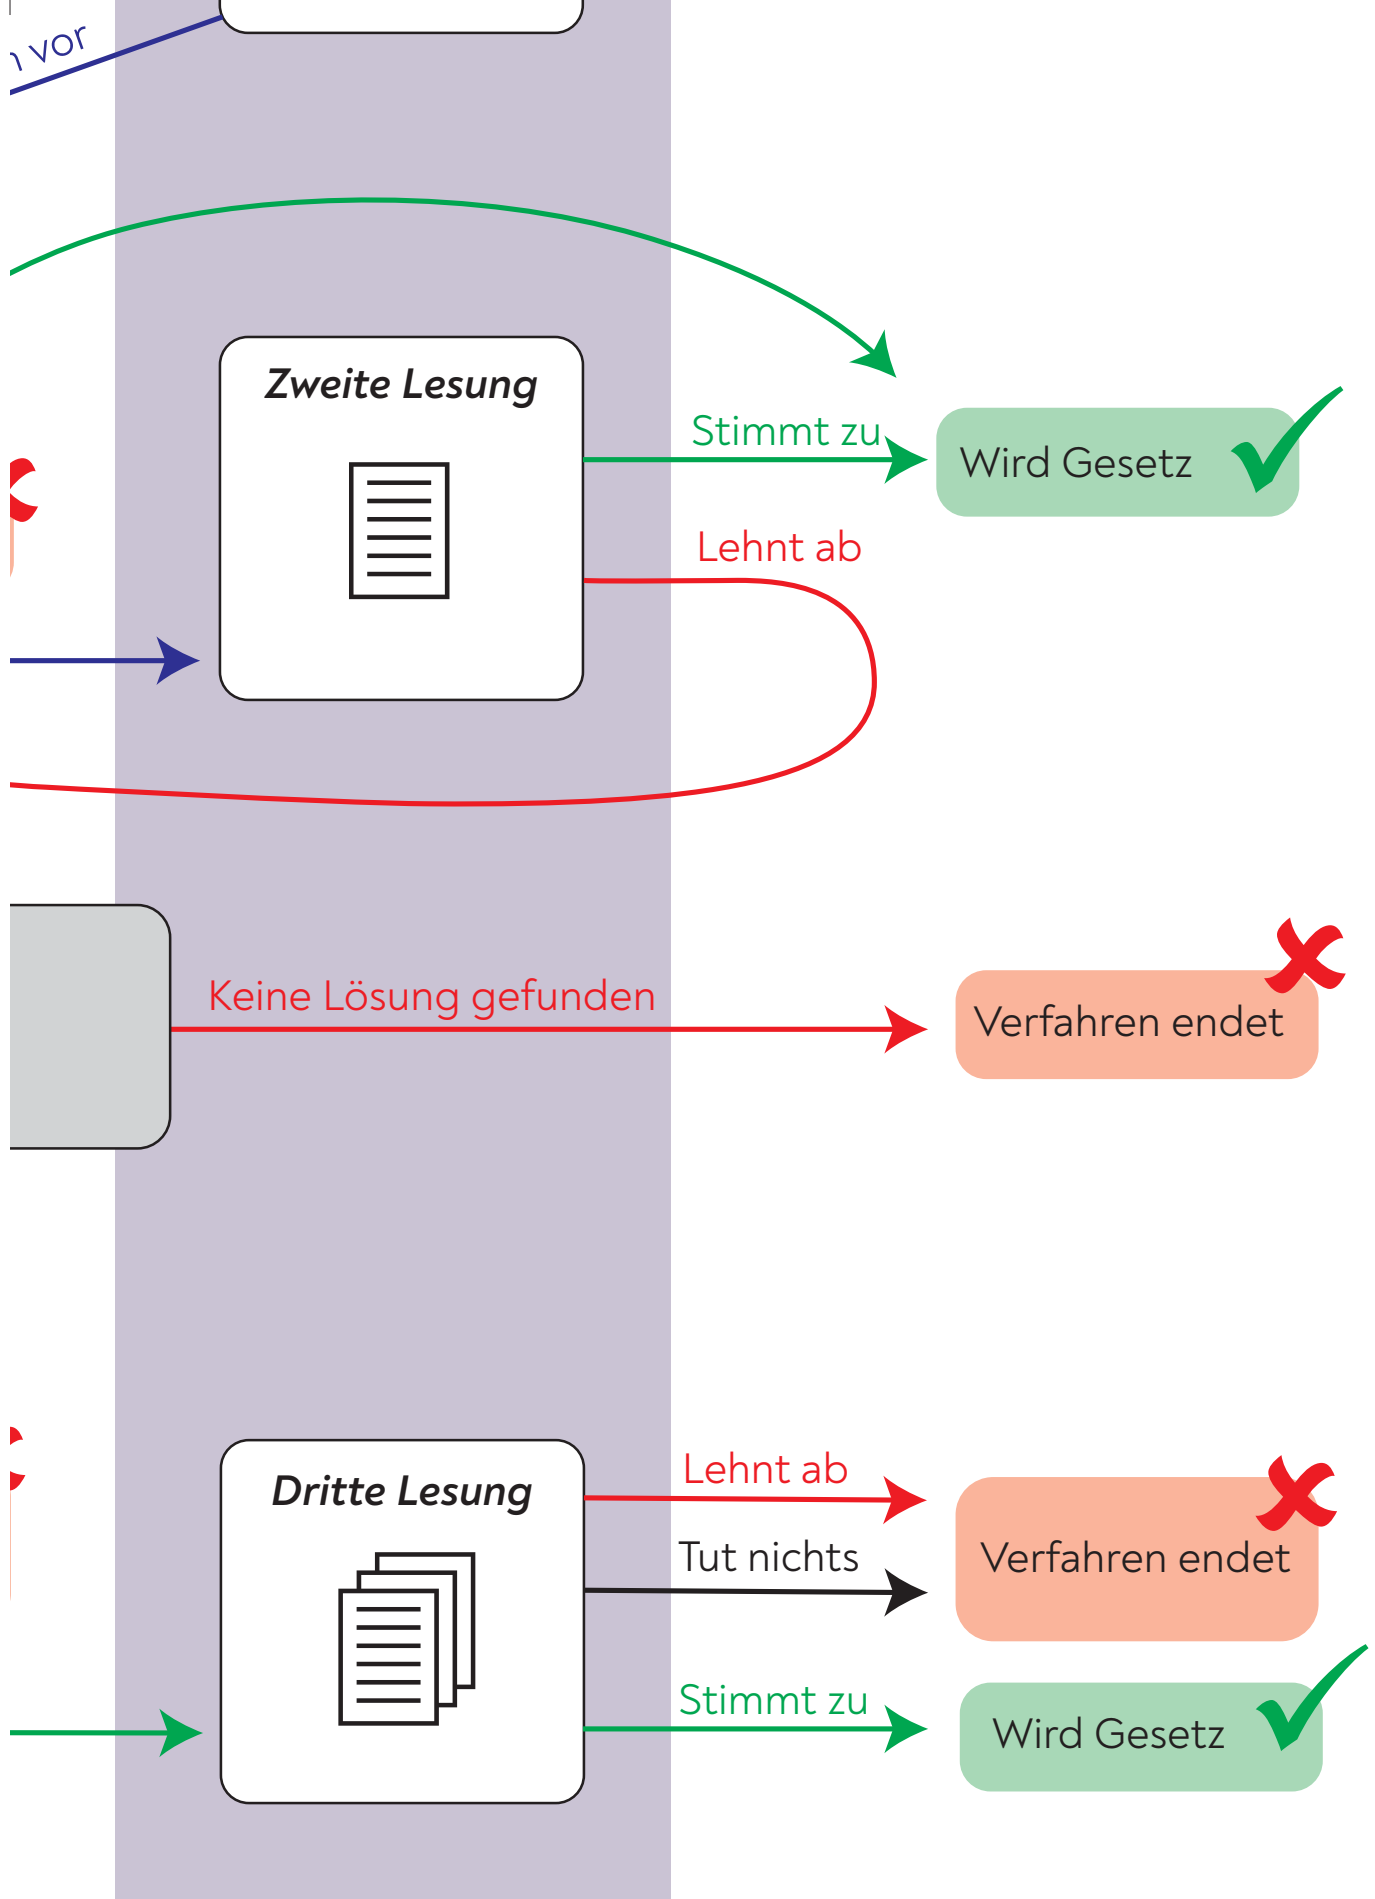 vor
Zweite Lesung
Stimmt zu
Wird Gesetz
Lehnt ab
Keine Lösung gefunden
Verfahren endet
Dritte Lesung
Lehnt ab
Tut nichts
Verfahren endet
Stimmt zu
Wird Gesetz